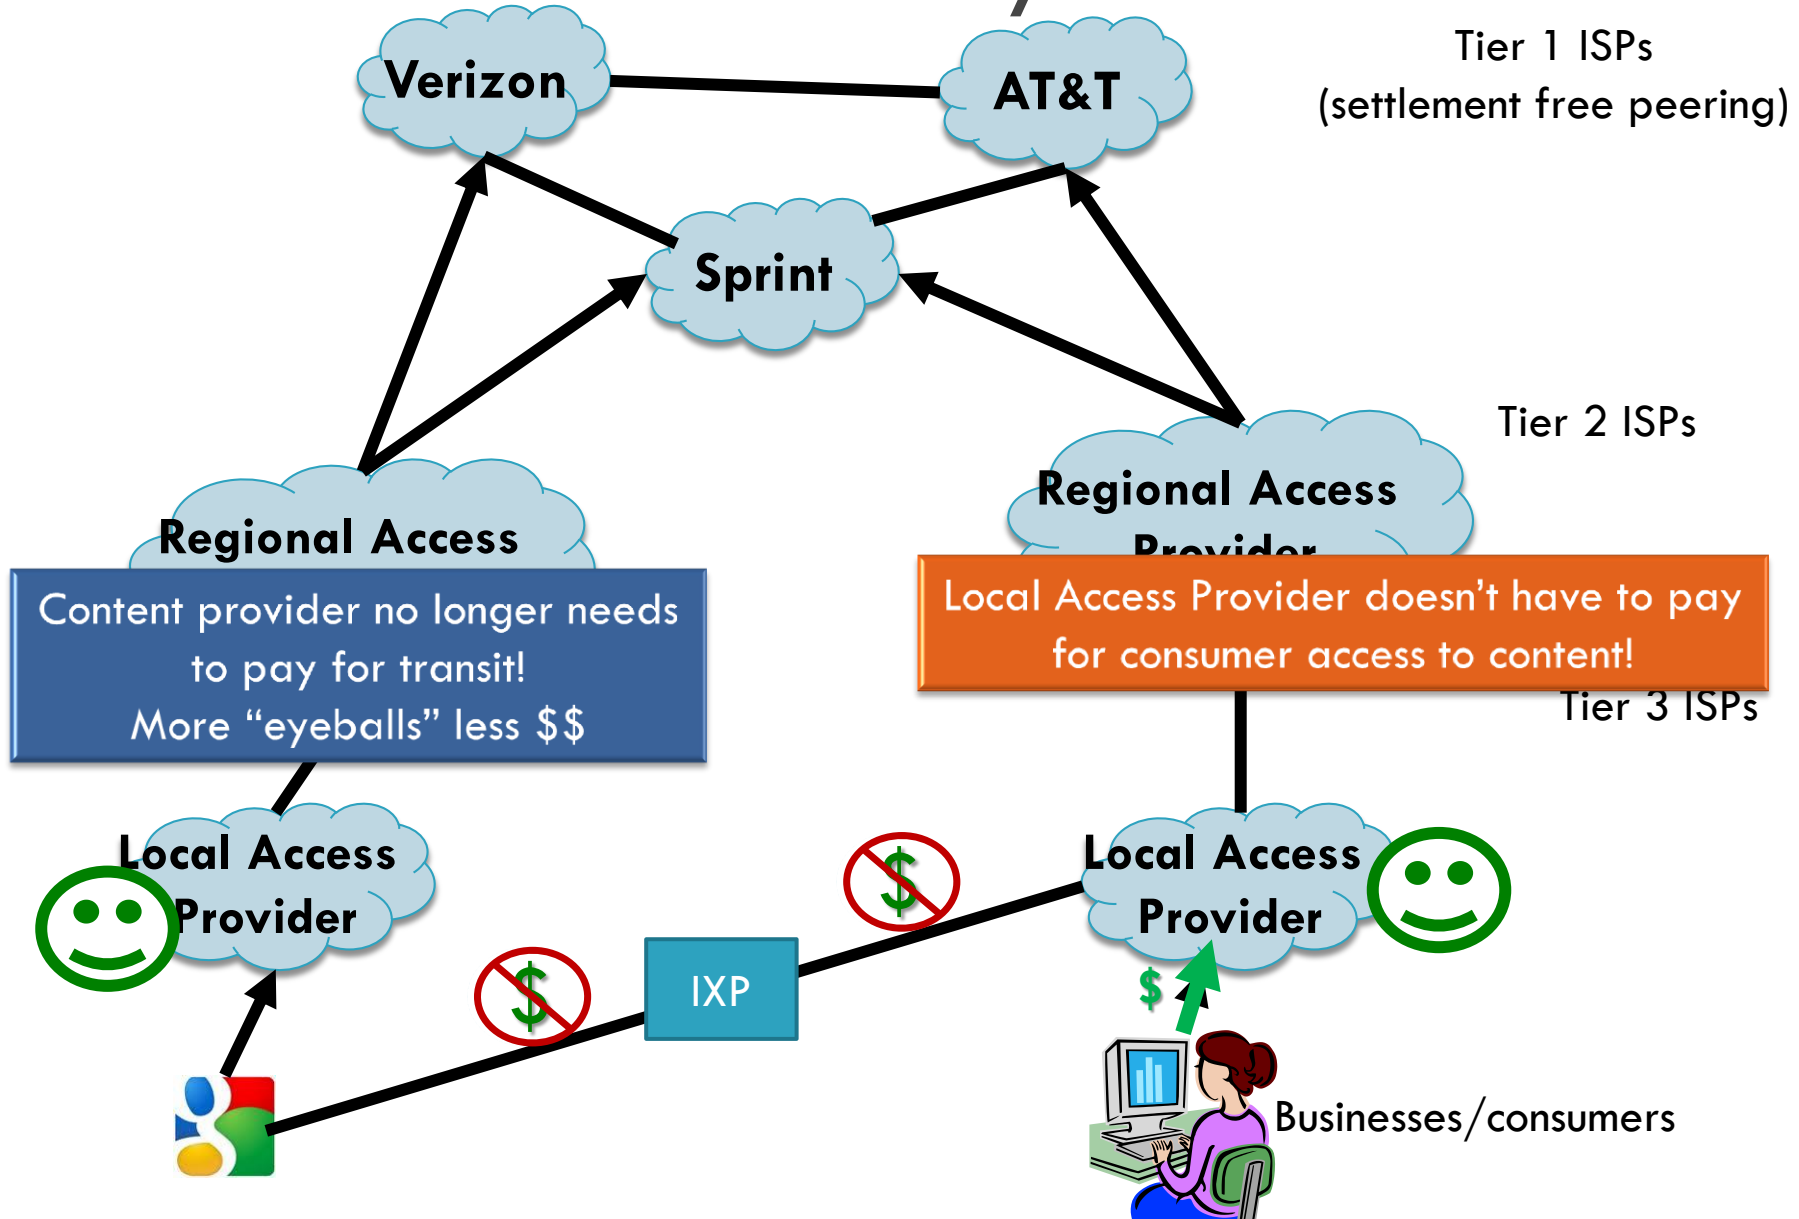 Tier 1 ISPs
(settlement free peering)
Verizon
AT&T
Sprint
Tier 2 ISPs
Regional Access
Regional Access
Provider
Content provider no longer needs
to pay for transit!
More “eyeballs” less $$
Local Access Provider doesn’t have to pay
for consumer access to content!
Tier 3 ISPs
Local Access
Provider
Local Access
Provider
$
$
IXP
$
Businesses/consumers